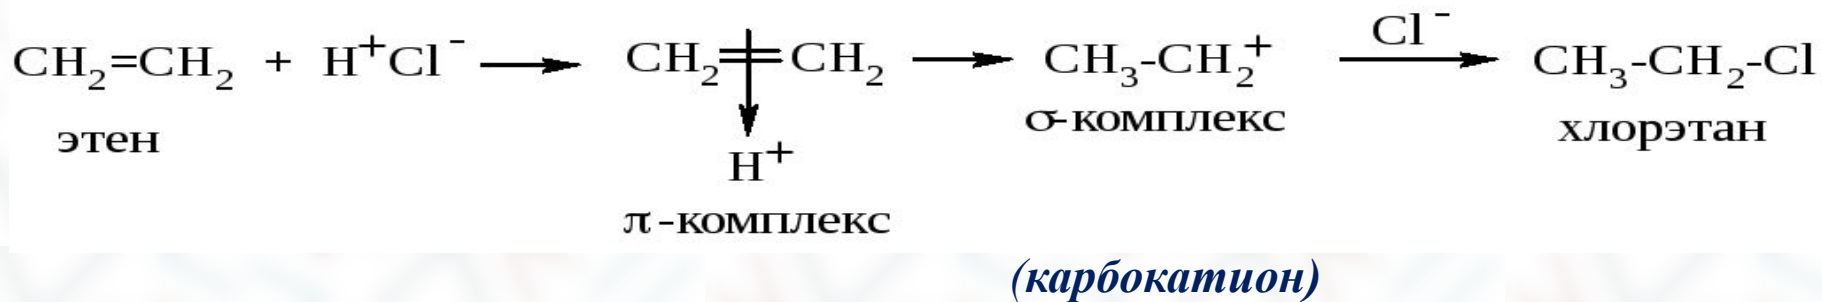 CH₂=CH₂ + H⁺Cl⁻ → CH₂=CH₂ → CH₃-CH₂⁺ Cl⁻ → CH₃-CH₂-Cl
этен σ-комплекс хлорэтан
H⁺
π-комплекс
(карбокатион)